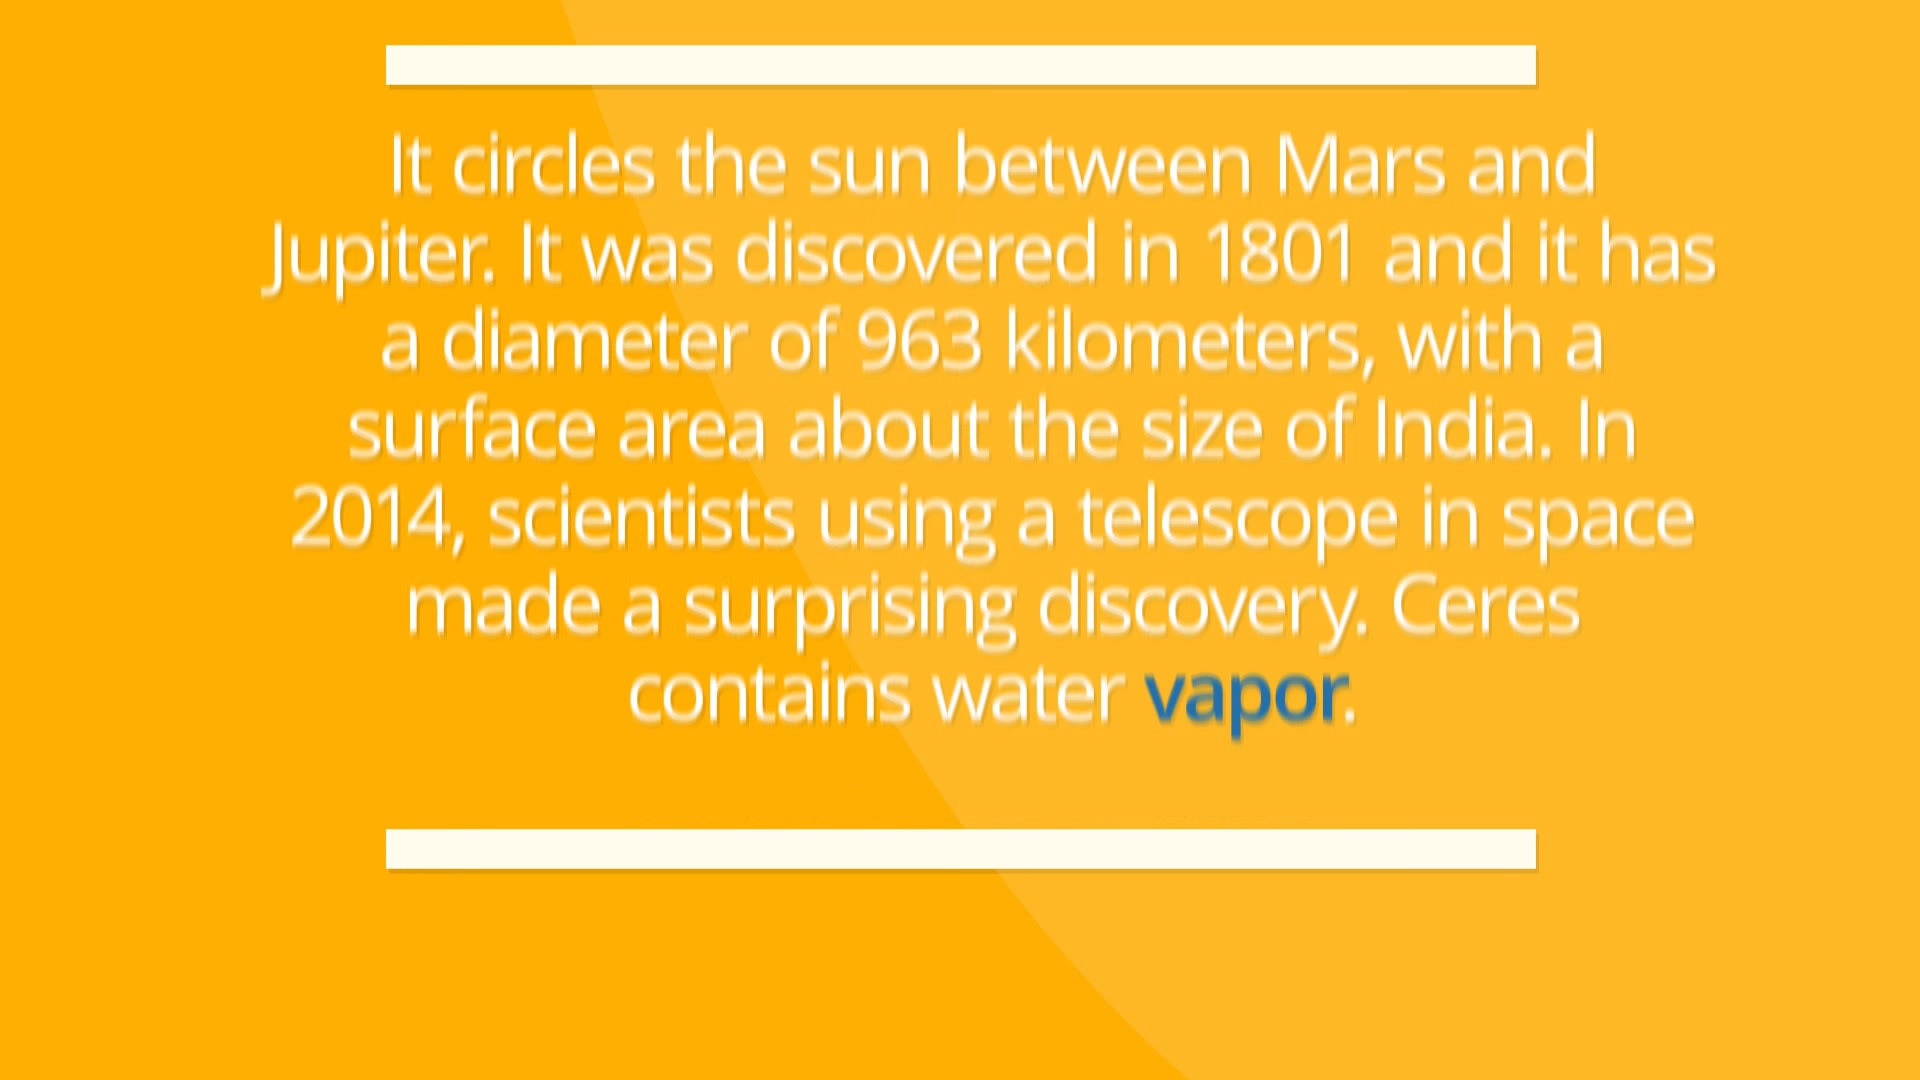 It circles the sun between Mars and
Jupiter. It was discovered in 1801 and it has
a diameter of 963 kilometers, with a
surface area about the size of India. In
2014, scientists using a telescope in space
made a surprising discovery. Ceres
contains water vapor.